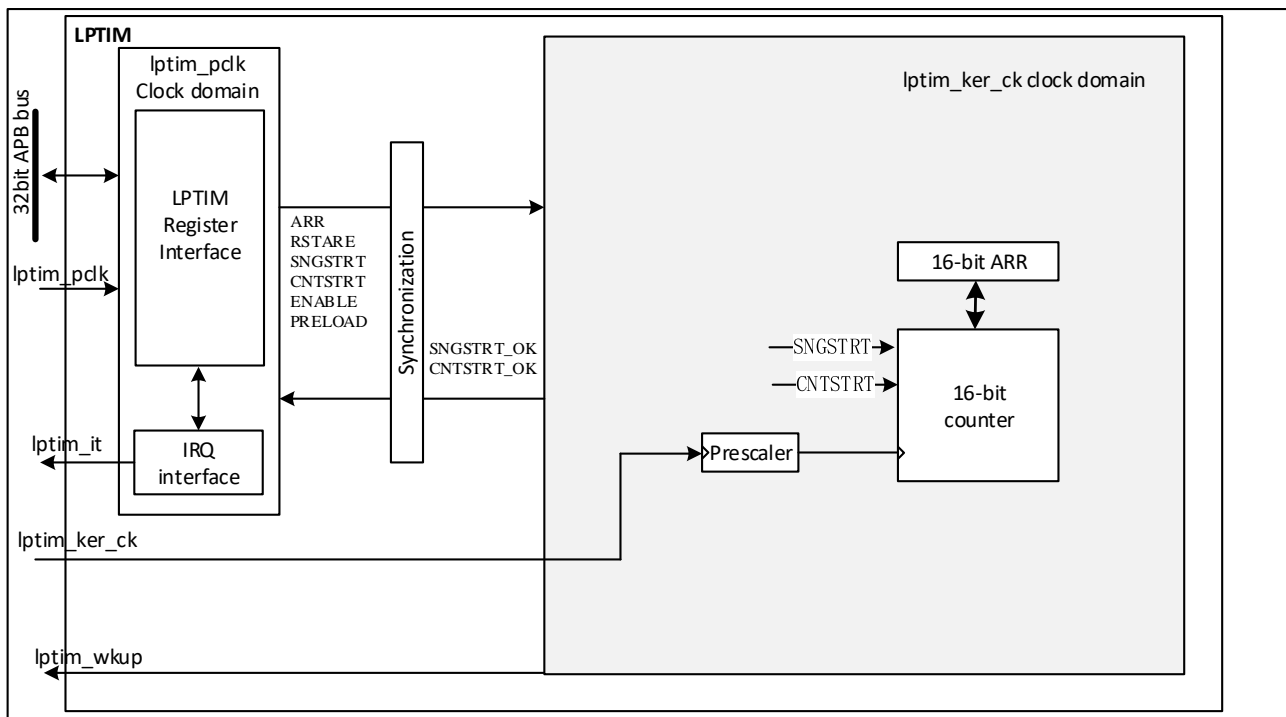 LPTIM
lptim_pclk
Clock domain
lptim_ker_ck clock domain
32bit APB bus
LPTIM
Register
Interface
lptim_pclk
ARR
RSTARE
SNGSTRT
CNTSTRT
ENABLE
PRELOAD
Synchronization
SNGSTRT_OK
CNTSTRT_OK
16-bit ARR
SNGSTRT
CNTSTRT
16-bit
counter
Prescaler
lptim_it
IRQ
interface
lptim_ker_ck
lptim_wkup